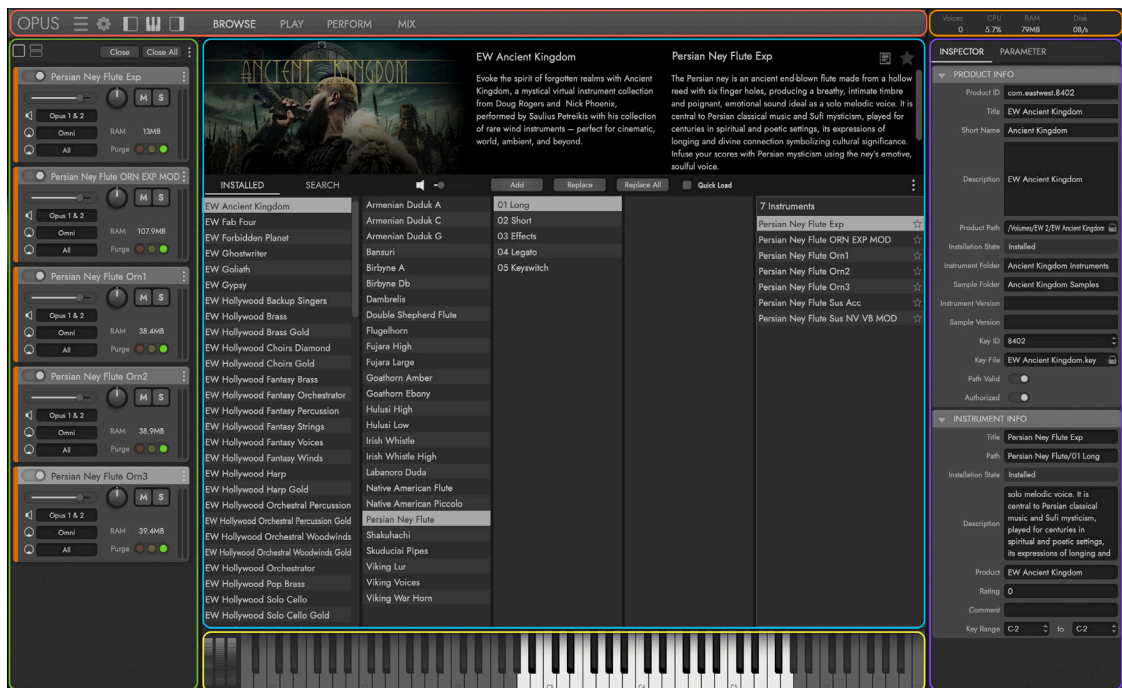 OPUS
BROWSE PLAY PERFORM MIX
Voices CPU RAM Disk
0 5.7% 79MB 0B/s
Close Close All
Persian Ney Flute Exp
M S
Opus 1 & 2
Omni RAM 13MB
All Purge
Persian Ney Flute ORN EXP MOD
M S
Opus 1 & 2
Omni RAM 107.9MB
All Purge
Persian Ney Flute Orn1
M S
Opus 1 & 2
Omni RAM 38.4MB
All Purge
Persian Ney Flute Orn2
M S
Opus 1 & 2
Omni RAM 38.9MB
All Purge
Persian Ney Flute Orn3
M S
Opus 1 & 2
Omni RAM 39.4MB
All Purge
ANCIENT KINGDOM
EW Ancient Kingdom
Evoke the spirit of forgotten realms with Ancient
Kingdom, a mystical virtual instrument collection
from Doug Rogers and Nick Phoenix,
performed by Saulius Petreikis with his collection
of rare wind instruments – perfect for cinematic,
world, ambient, and beyond.
Persian Ney Flute Exp
The Persian ney is an ancient end-blown flute made from a hollow
reed with six finger holes, producing a breathy, intimate timbre
and poignant, emotional sound ideal as a solo melodic voice. It is
central to Persian classical music and Sufi mysticism, played for
centuries in spiritual and poetic settings, its expressions of
longing and divine connection symbolizing cultural significance.
Infuse your scores with Persian mysticism using the ney's emotive,
soulful voice.
INSTALLED SEARCH Add Replace Replace All Quick Load
EW Ancient Kingdom
EW Fab Four
EW Forbidden Planet
EW Ghostwriter
EW Goliath
EW Gypsy
EW Hollywood Backup Singers
EW Hollywood Brass
EW Hollywood Brass Gold
EW Hollywood Choirs Diamond
EW Hollywood Choirs Gold
EW Hollywood Fantasy Brass
EW Hollywood Fantasy Orchestrator
EW Hollywood Fantasy Percussion
EW Hollywood Fantasy Strings
EW Hollywood Fantasy Voices
EW Hollywood Fantasy Winds
EW Hollywood Harp
EW Hollywood Harp Gold
EW Hollywood Orchestral Percussion
EW Hollywood Orchestral Percussion Gold
EW Hollywood Orchestral Woodwinds
EW Hollywood Orchestral Woodwinds Gold
EW Hollywood Orchestrator
EW Hollywood Pop Brass
EW Hollywood Solo Cello
EW Hollywood Solo Cello Gold
Armenian Duduk A
Armenian Duduk C
Armenian Duduk G
Bansuri
Birbyne A
Birbyne Db
Dambrelis
Double Shepherd Flute
Flugelhorn
Fujara High
Fujara Large
Goathorn Amber
Goathorn Ebony
Hulusi High
Hulusi Low
Irish Whistle
Irish Whistle High
Labanoro Duda
Native American Flute
Native American Piccolo
Persian Ney Flute
Shakuhachi
Skuduciai Pipes
Viking Lur
Viking Voices
Viking War Horn
01 Long
02 Short
03 Effects
04 Legato
05 Keyswitch
7 Instruments
Persian Ney Flute Exp
Persian Ney Flute ORN EXP MOD
Persian Ney Flute Orn1
Persian Ney Flute Orn2
Persian Ney Flute Orn3
Persian Ney Flute Sus Acc
Persian Ney Flute Sus NV VB MOD
C3 C4 C5
INSPECTOR PARAMETER
PRODUCT INFO
Product ID com.eastwest.8402
Title EW Ancient Kingdom
Short Name Ancient Kingdom
Description EW Ancient Kingdom
Product Path /Volumes/EW 2/EW Ancient Kingdom
Installation State Installed
Instrument Folder Ancient Kingdom Instruments
Sample Folder Ancient Kingdom Samples
Instrument Version
Sample Version
Key ID 8402
Key File EW Ancient Kingdom.key
Path Valid
Authorized
INSTRUMENT INFO
Title Persian Ney Flute Exp
Path Persian Ney Flute/01 Long
Installation State Installed
Description solo melodic voice. It is
central to Persian classical
music and Sufi mysticism,
played for centuries in
spiritual and poetic settings,
its expressions of longing and
Product EW Ancient Kingdom
Rating 0
Comment
Key Range C-2 to C-2